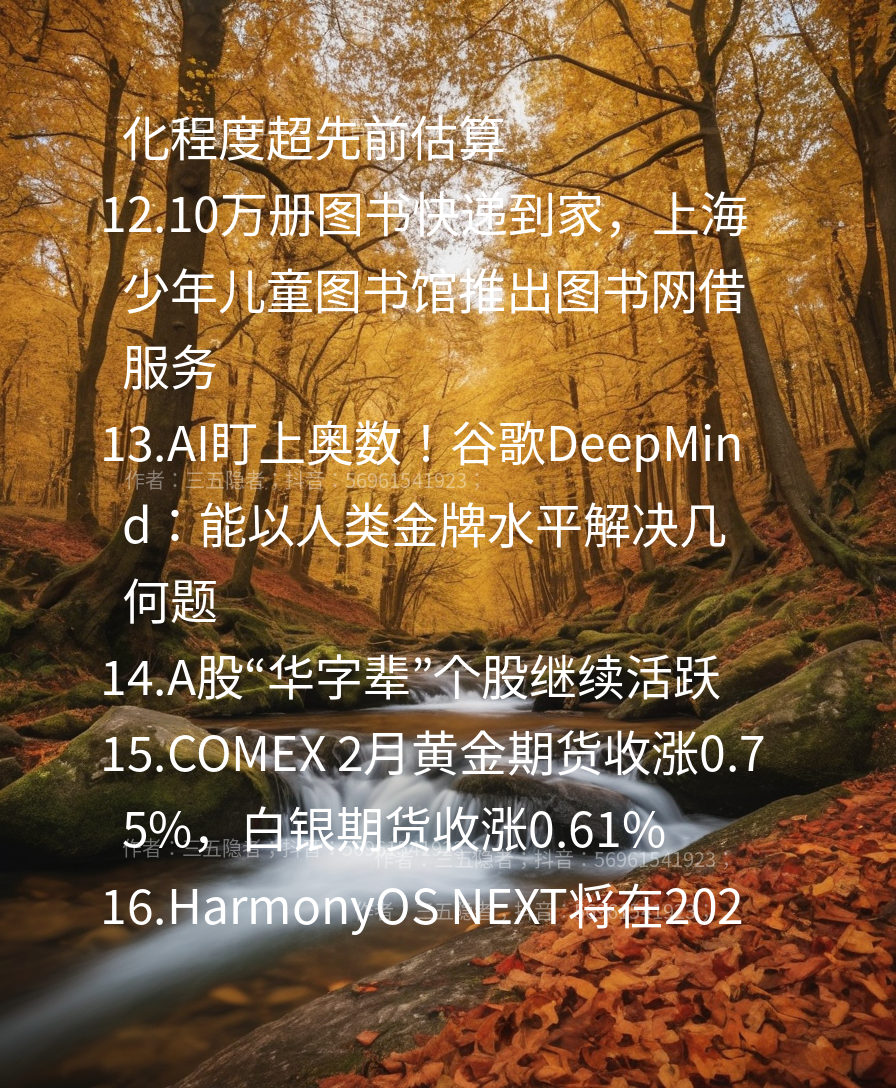 化程度超先前估算
12.10万册图书快递到家，上海
少年儿童图书馆推出图书网借
服务
13.AI盯上奥数！谷歌DeepMin
作者：三五隐者；抖音：56961541923；
d：能以人类金牌水平解决几
何题
14.A股“华字辈”个股继续活跃
15.COMEX 2月黄金期货收涨0.7
5%，白银期货收涨0.61%
作者：三五隐者；抖音：
作者：三五隐者；抖音：56961541923；
16.HarmonyOS NEXT将在202